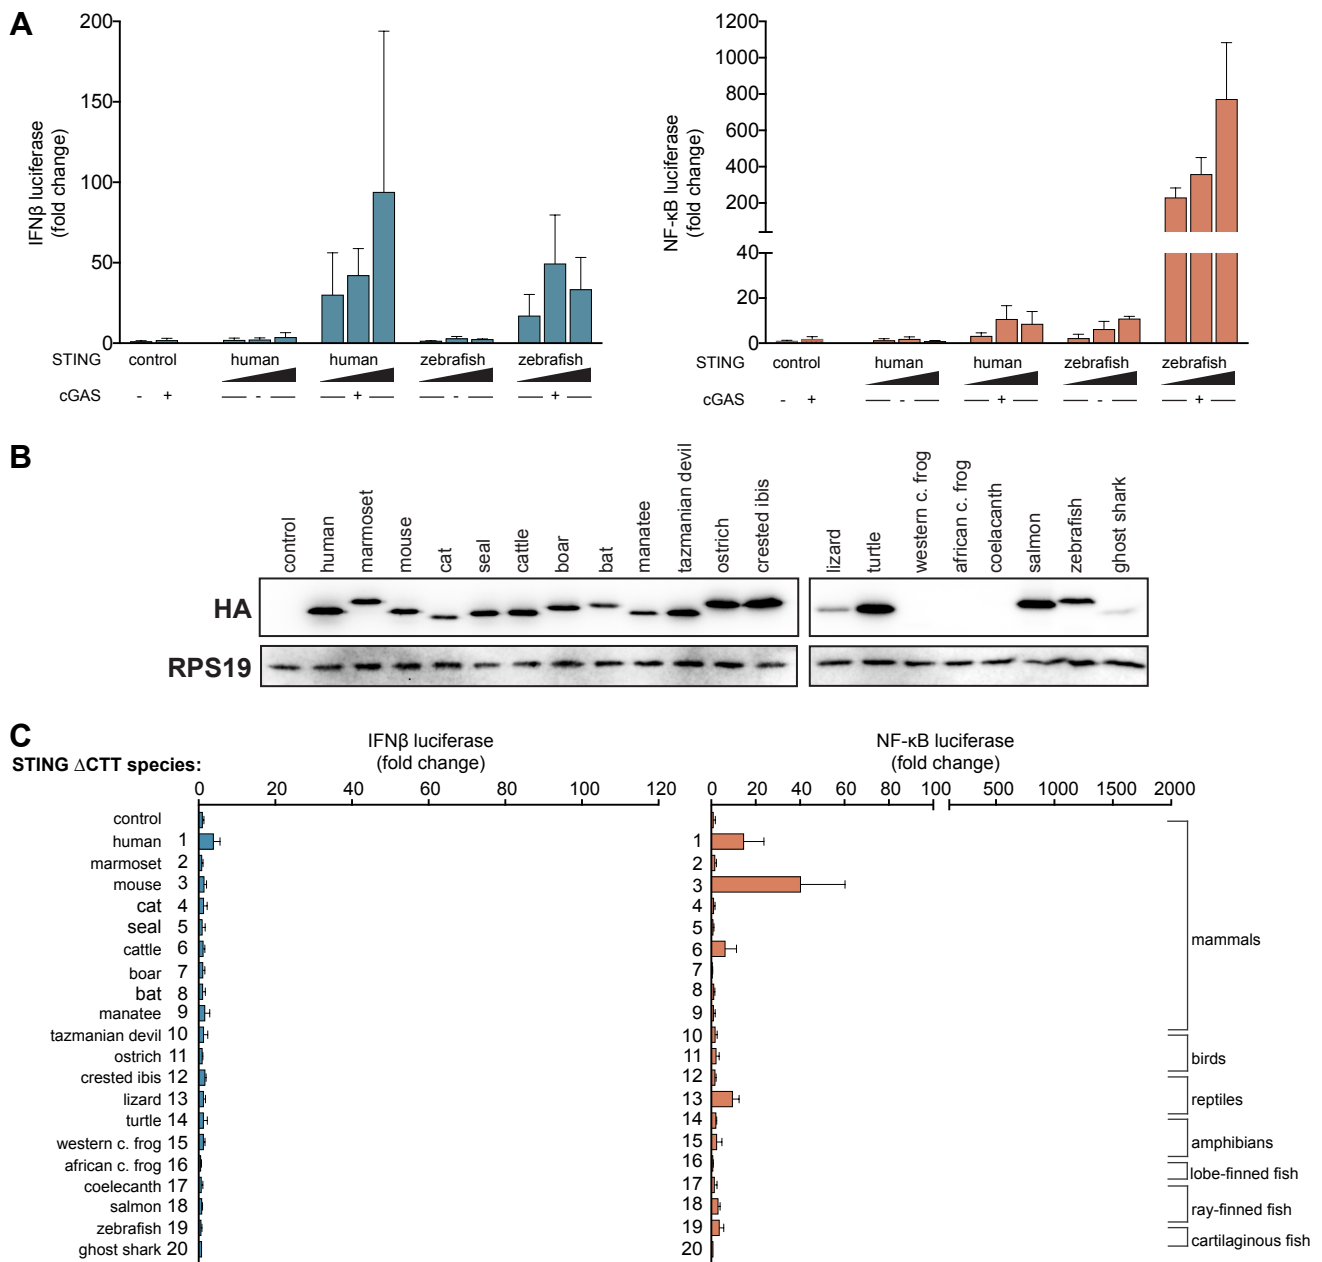 A
IFNβ luciferase
(fold change)
200
150
100
50
0
STING control human human zebrafish zebrafish
cGAS - + - + - +
NF-κB luciferase
(fold change)
1200
1000
800
600
400
200
40
20
0
STING control human human zebrafish zebrafish
cGAS - + - + - +
B
control
human
marmoset
mouse
cat
seal
cattle
boar
bat
manatee
tazmanian devil
ostrich
crested ibis
lizard
turtle
western c. frog
african c. frog
coelacanth
salmon
zebrafish
ghost shark
HA
RPS19
C
STING ΔCTT species:
IFNβ luciferase
(fold change)
0 20 40 60 80 100 120
NF-κB luciferase
(fold change)
0 20 40 60 80 100 500 1000 1500 2000
control
human 1 1
marmoset 2 2
mouse 3 3
cat 4 4
seal 5 5
cattle 6 6
boar 7 7
bat 8 8
manatee 9 9
tazmanian devil 10 10
ostrich 11 11
crested ibis 12 12
lizard 13 13
turtle 14 14
western c. frog 15 15
african c. frog 16 16
coelecanth 17 17
salmon 18 18
zebrafish 19 19
ghost shark 20 20
mammals
birds
reptiles
amphibians
lobe-finned fish
ray-finned fish
cartilaginous fish